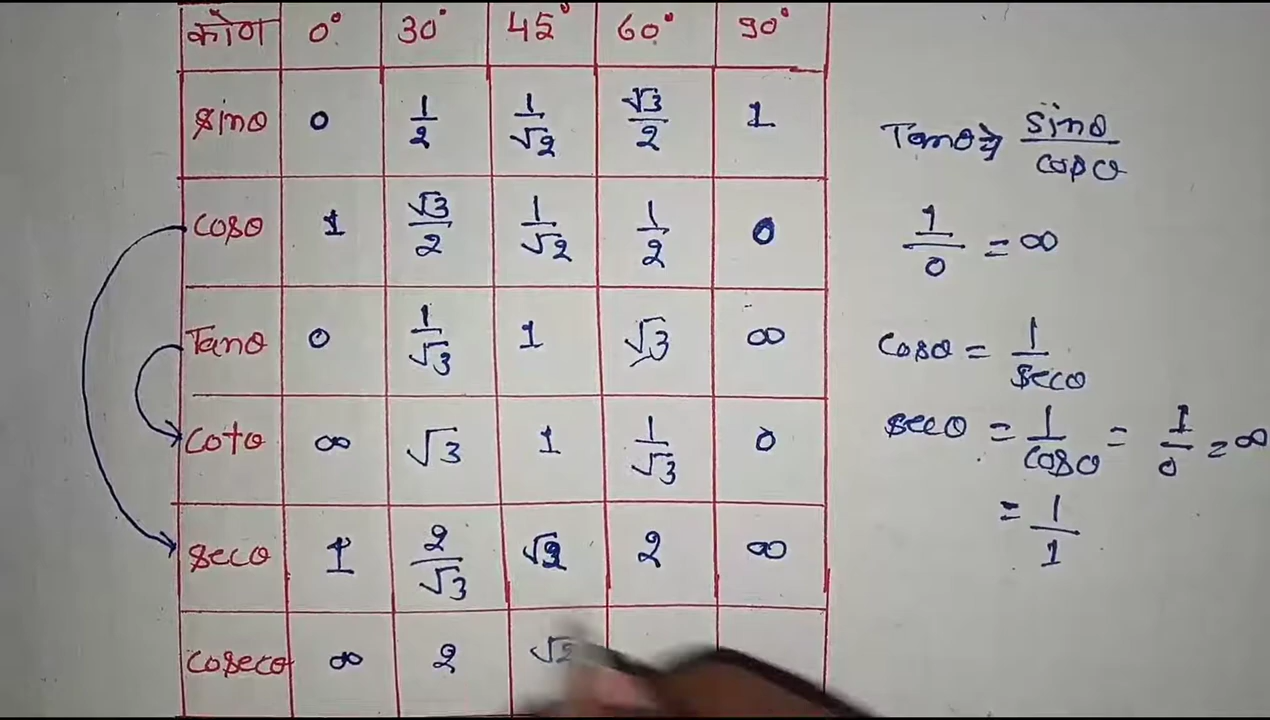 कोण 0° 30° 45° 60° 90°
sinθ 0 1/2 1/√2 √3/2 1
cosθ 1 √3/2 1/√2 1/2 0
Tanθ 0 1/√3 1 √3 ∞
Cotθ ∞ √3 1 1/√3 0
secθ 1 2/√3 √2 2 ∞
cosecθ ∞ 2
Tanθ ⇒ sinθ/cosθ
1/0 = ∞
cosθ = 1/secθ
secθ = 1/cosθ = 1/0 = ∞
= 1/1